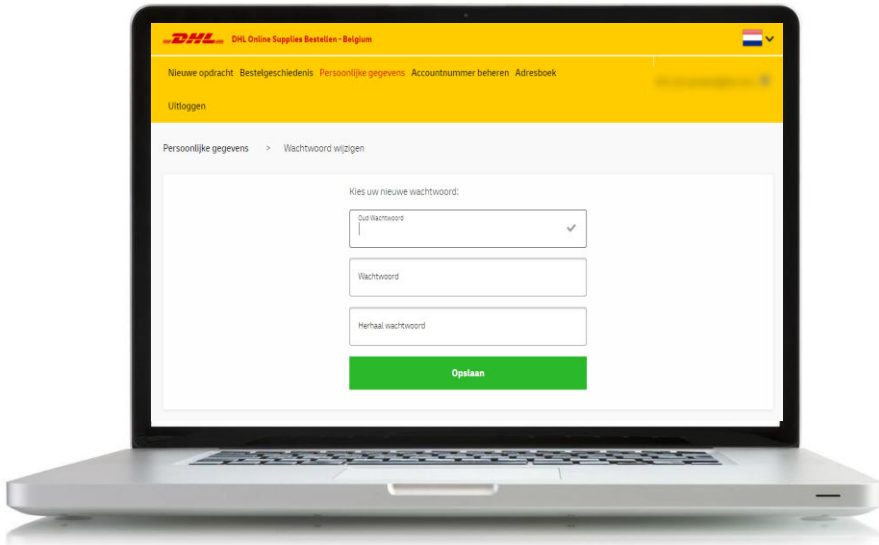 DHL DHL Online Supplies Bestellen - Belgium
Nieuwe opdracht Bestelgeschiedenis Persoonlijke gegevens Accountnummer beheren Adresboek
Uitloggen
Persoonlijke gegevens > Wachtwoord wijzigen
Kies uw nieuwe wachtwoord:
Oud Wachtwoord
Wachtwoord
Herhaal wachtwoord
Opslaan